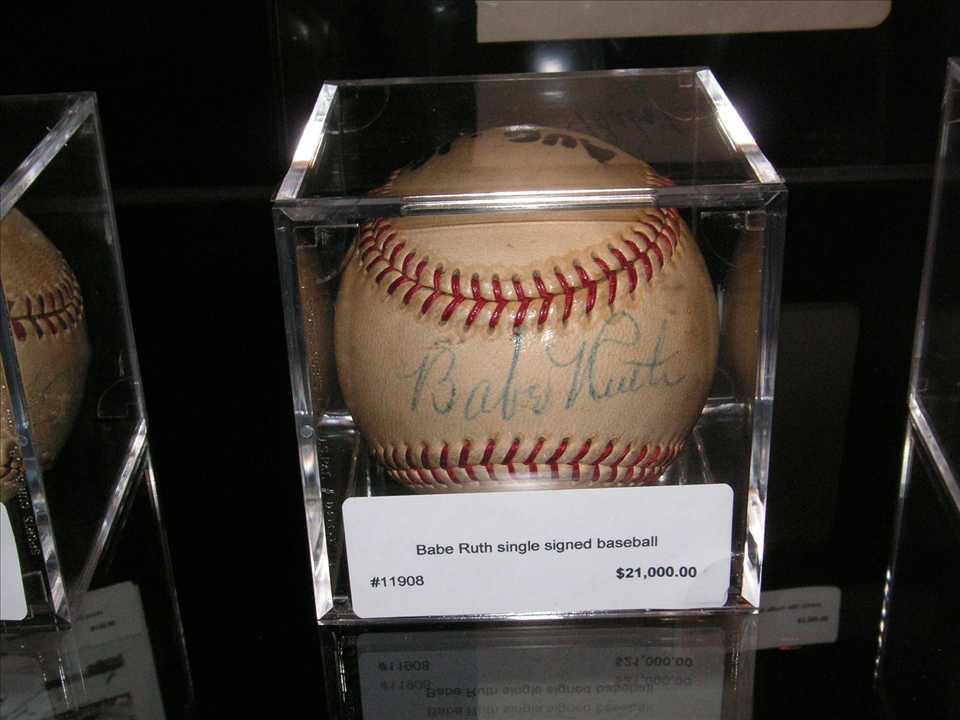 Babe Ruth
Babe Ruth single signed baseball
#11908
$21,000.00